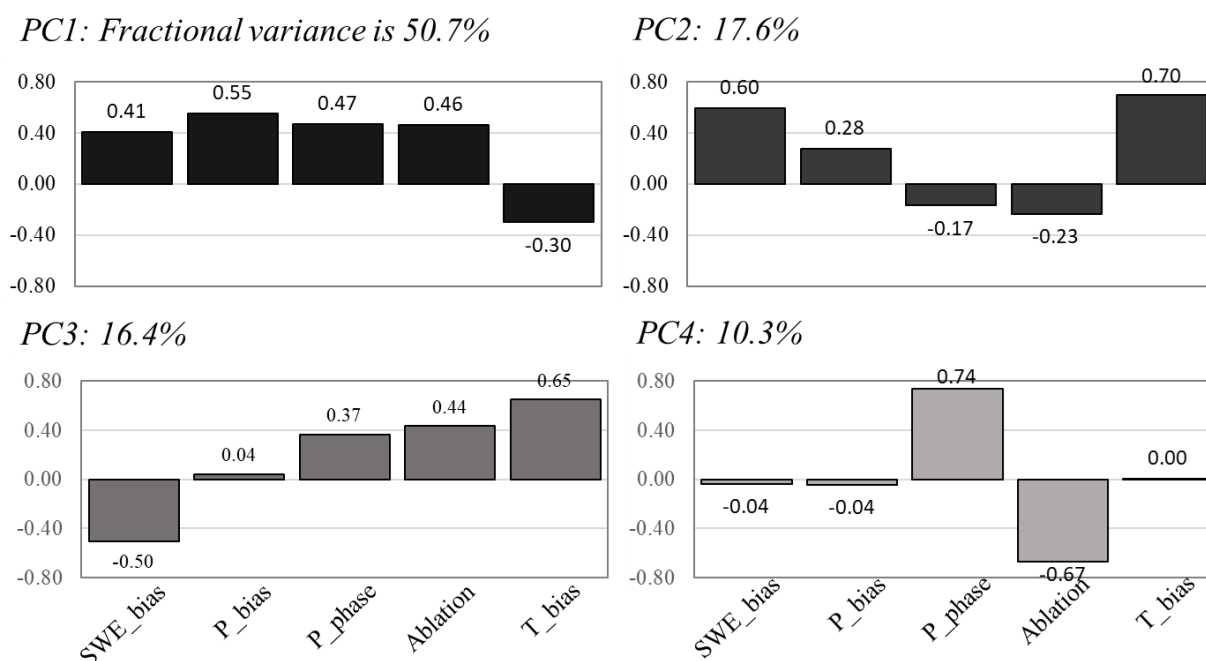 PC1: Fractional variance is 50.7%
0.80
0.40
0.00
-0.40
-0.80
0.41
0.55
0.47
0.46
-0.30
PC2: 17.6%
0.80
0.40
0.00
-0.40
-0.80
0.60
0.28
-0.17
-0.23
0.70
PC3: 16.4%
0.80
0.40
0.00
-0.40
-0.80
-0.50
0.04
0.37
0.44
0.65
SWE_bias
P_bias
P_phase
Ablation
T_bias
PC4: 10.3%
0.80
0.40
0.00
-0.40
-0.80
-0.04
-0.04
0.74
-0.67
0.00
SWE_bias
P_bias
P_phase
Ablation
T_bias